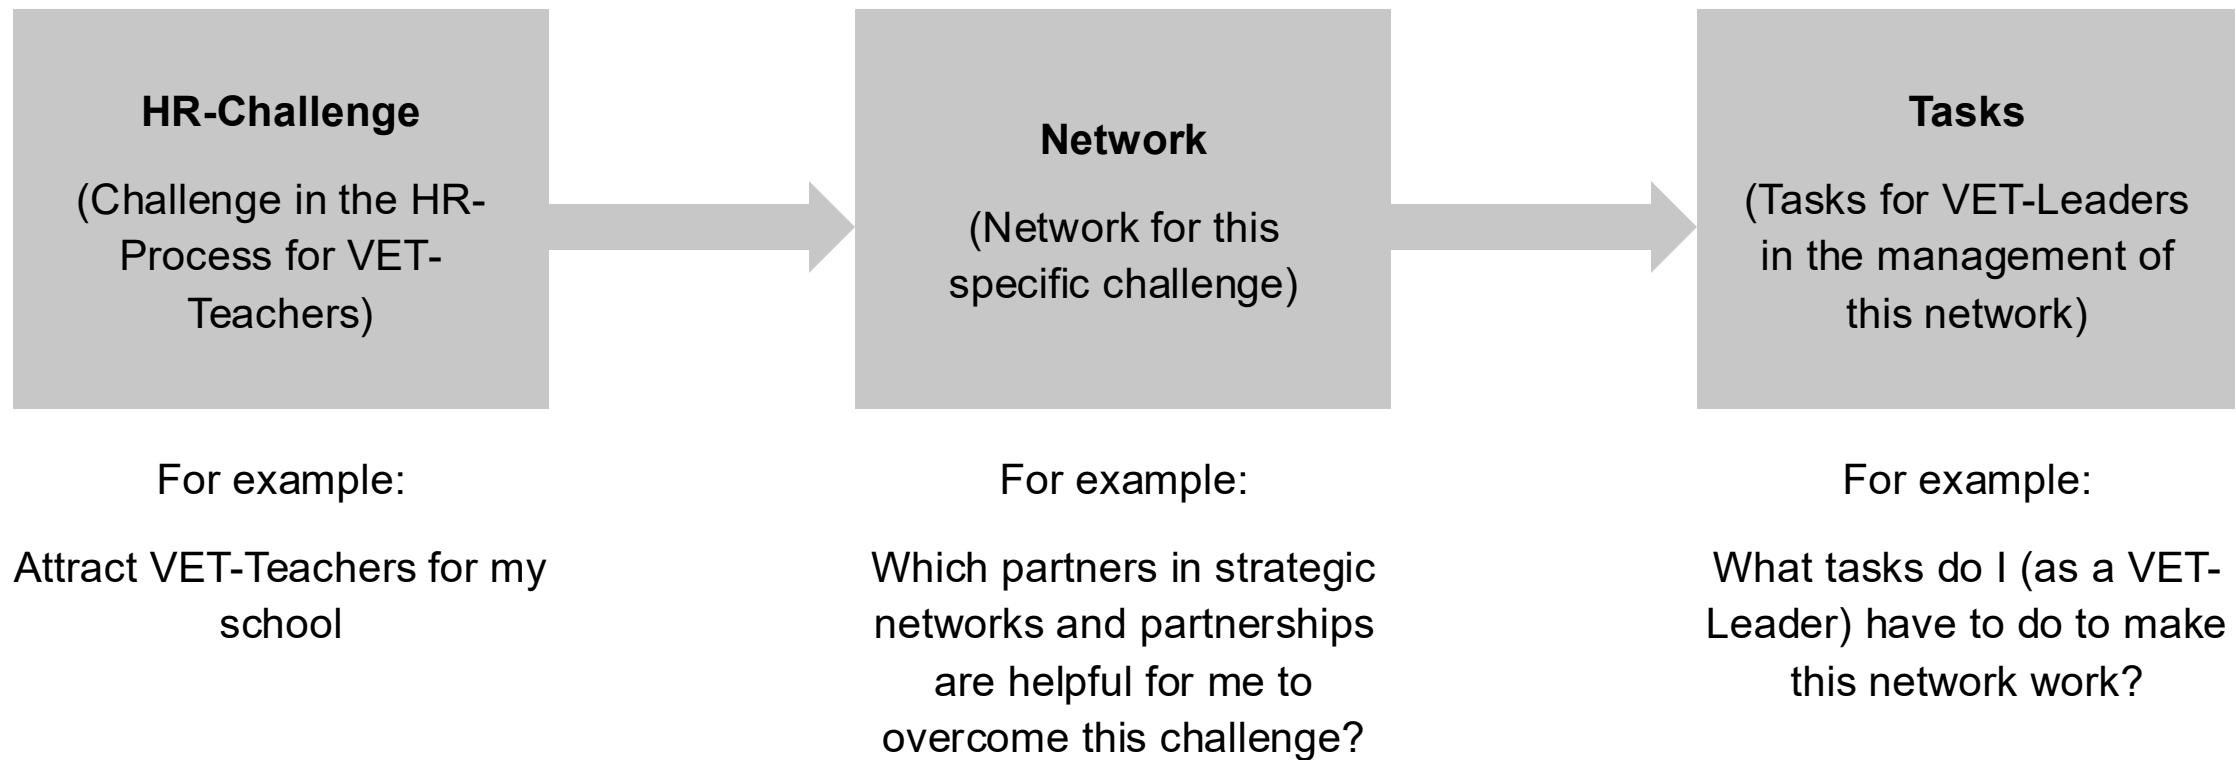 HR-Challenge
(Challenge in the HR-
Process for VET-
Teachers)
Network
(Network for this
specific challenge)
Tasks
(Tasks for VET-Leaders
in the management of
this network)
For example:
Attract VET-Teachers for my
school
For example:
Which partners in strategic
networks and partnerships
are helpful for me to
overcome this challenge?
For example:
What tasks do I (as a VET-
Leader) have to do to make
this network work?